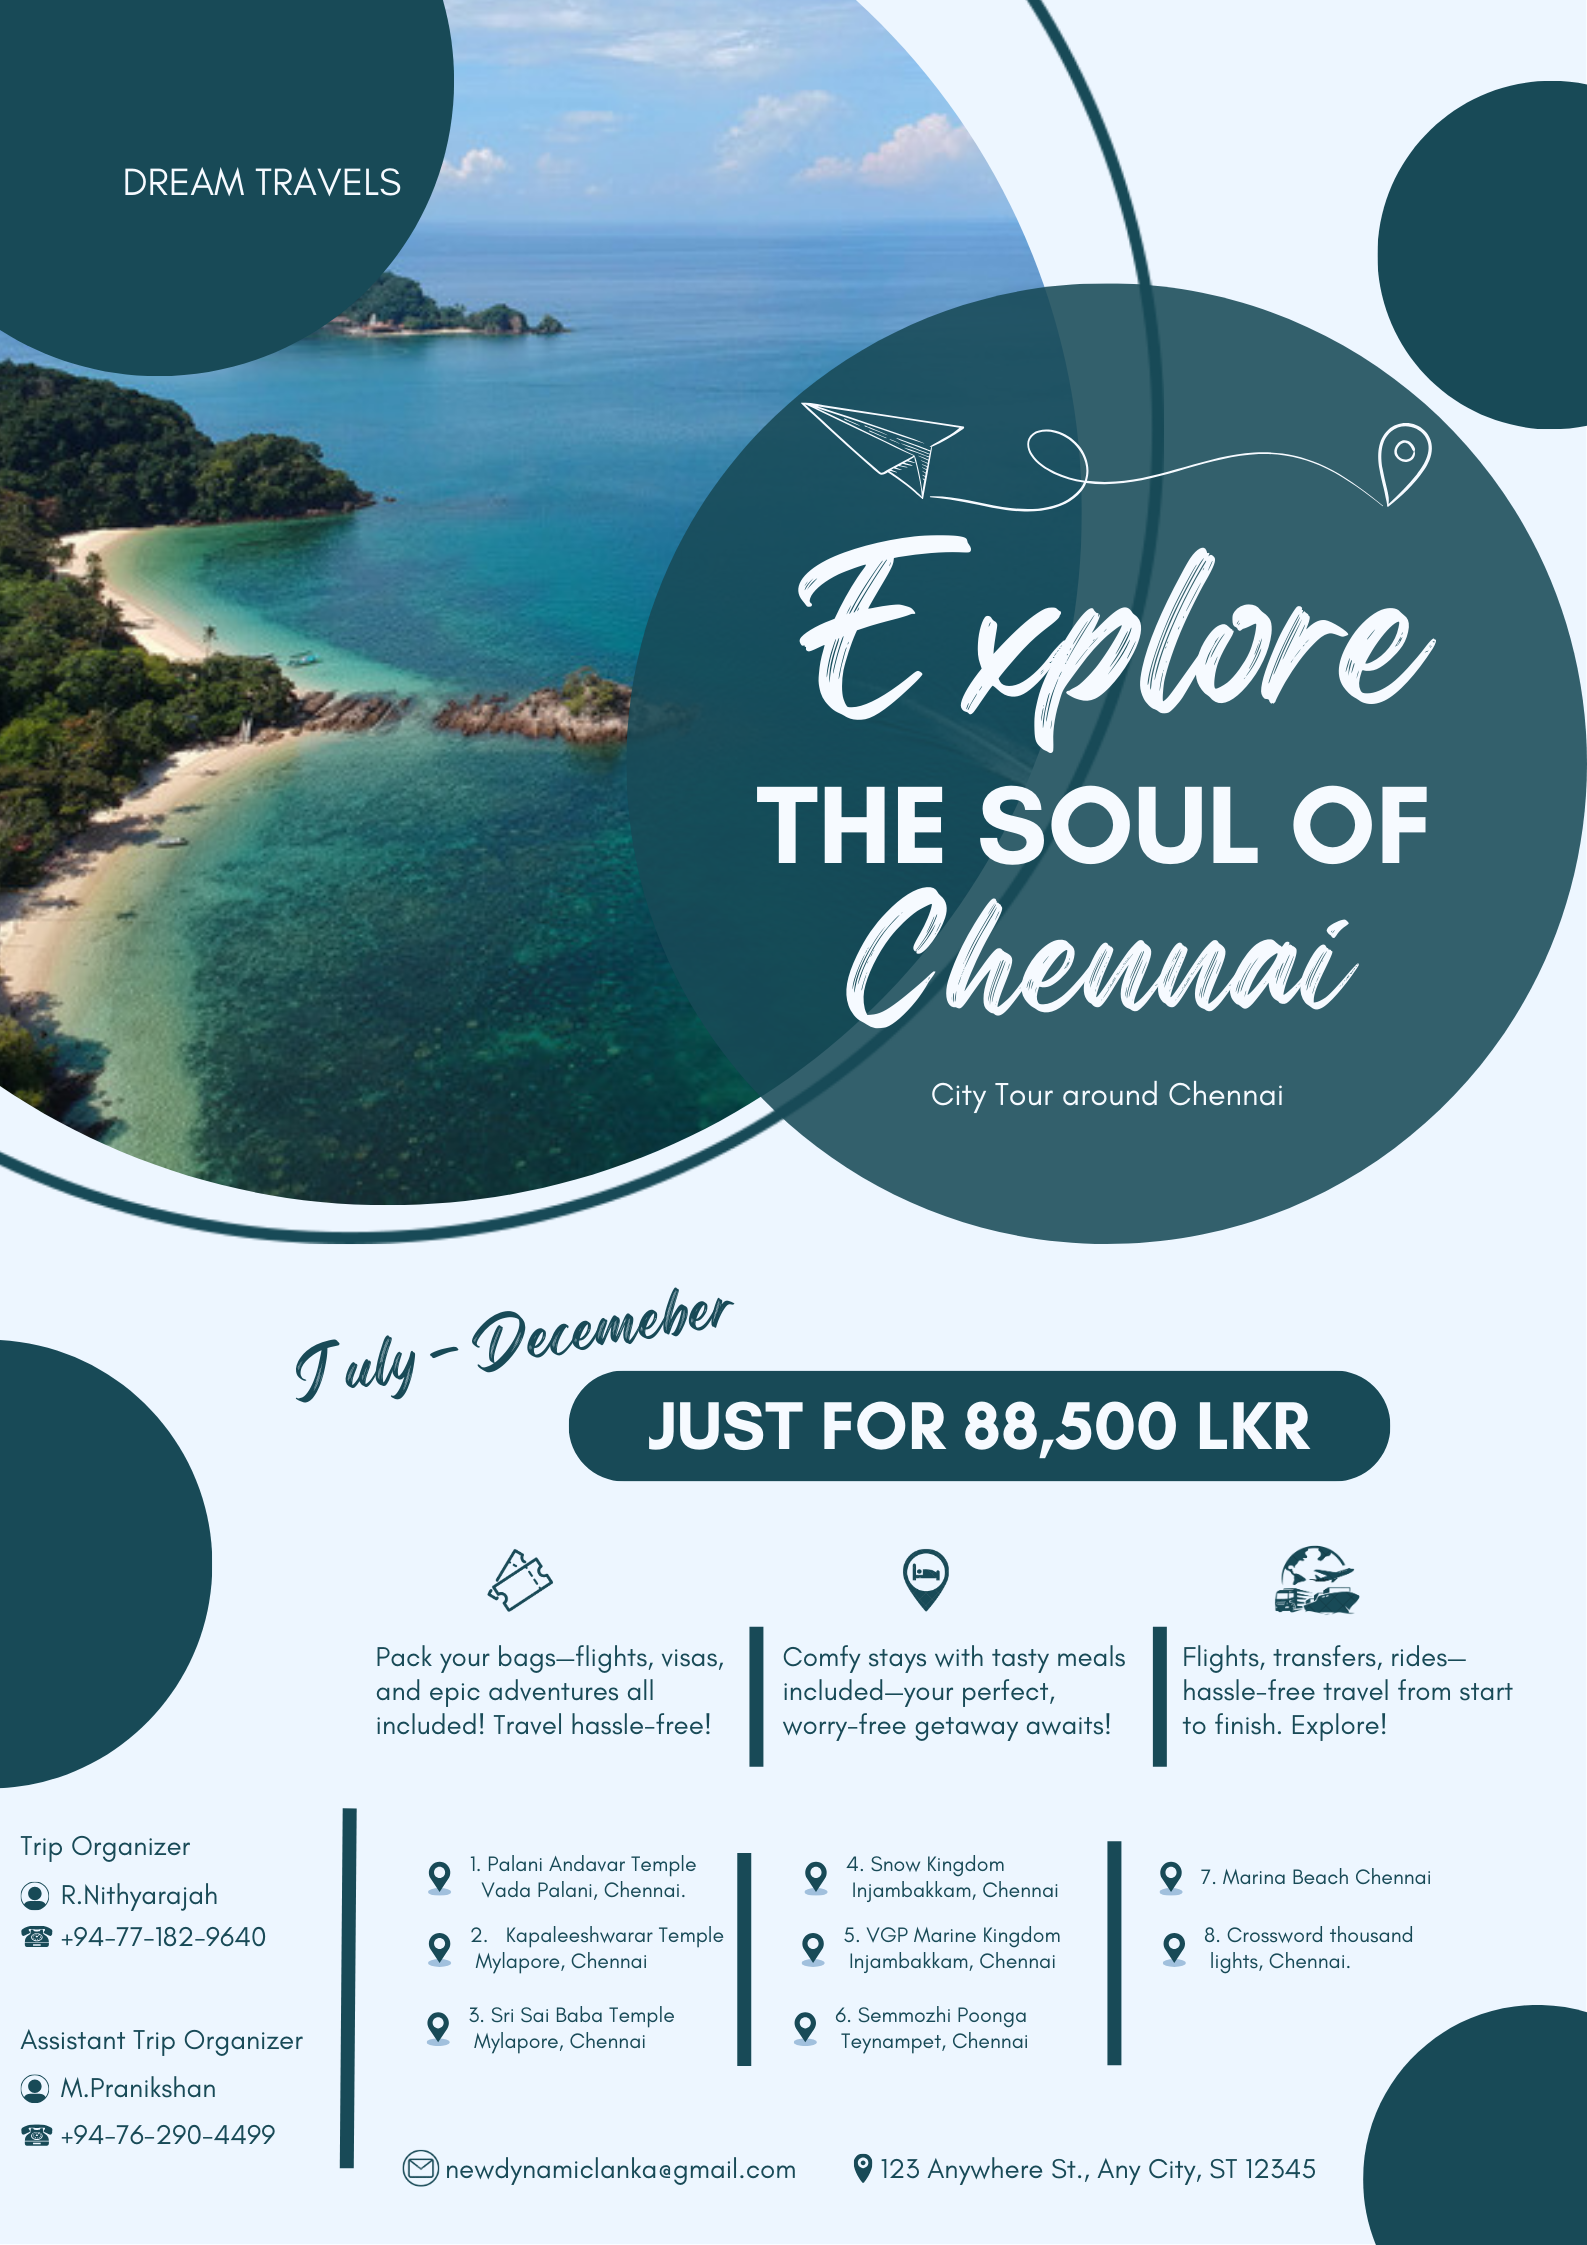 DREAM TRAVELS
Explore
THE SOUL OF
Chennai
City Tour around Chennai
July - Decemeber
JUST FOR 88,500 LKR
Pack your bags—flights, visas,
and epic adventures all
included! Travel hassle-free!
Comfy stays with tasty meals
included—your perfect,
worry-free getaway awaits!
Flights, transfers, rides—
hassle-free travel from start
to finish. Explore!
Trip Organizer
R.Nithyarajah
+94-77-182-9640
Assistant Trip Organizer
M.Pranikshan
+94-76-290-4499
1. Palani Andavar Temple
Vada Palani, Chennai.
2. Kapaleeshwarar Temple
Mylapore, Chennai
3. Sri Sai Baba Temple
Mylapore, Chennai
4. Snow Kingdom
Injambakkam, Chennai
5. VGP Marine Kingdom
Injambakkam, Chennai
6. Semmozhi Poonga
Teynampet, Chennai
7. Marina Beach Chennai
8. Crossword thousand
lights, Chennai.
newdynamiclanka@gmail.com
123 Anywhere St., Any City, ST 12345